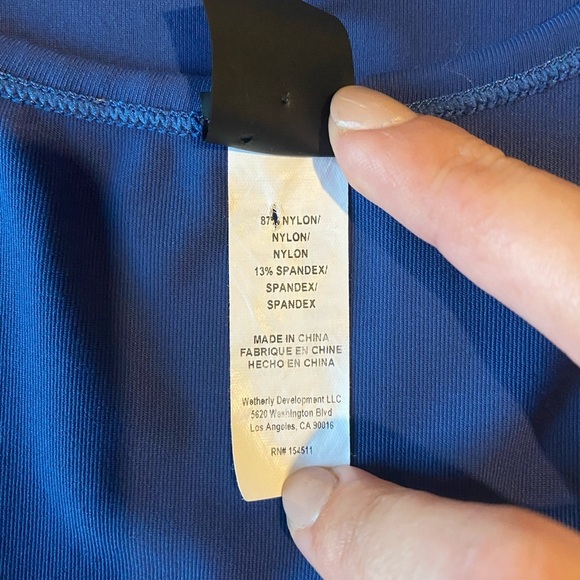 87% NYLON/
NYLON/
NYLON
13% SPANDEX/
SPANDEX/
SPANDEX
MADE IN CHINA
FABRIQUE EN CHINE
HECHO EN CHINA
Wetherly Development LLC
5620 Washington Blvd
Los Angeles, CA 90016
RN# 154511